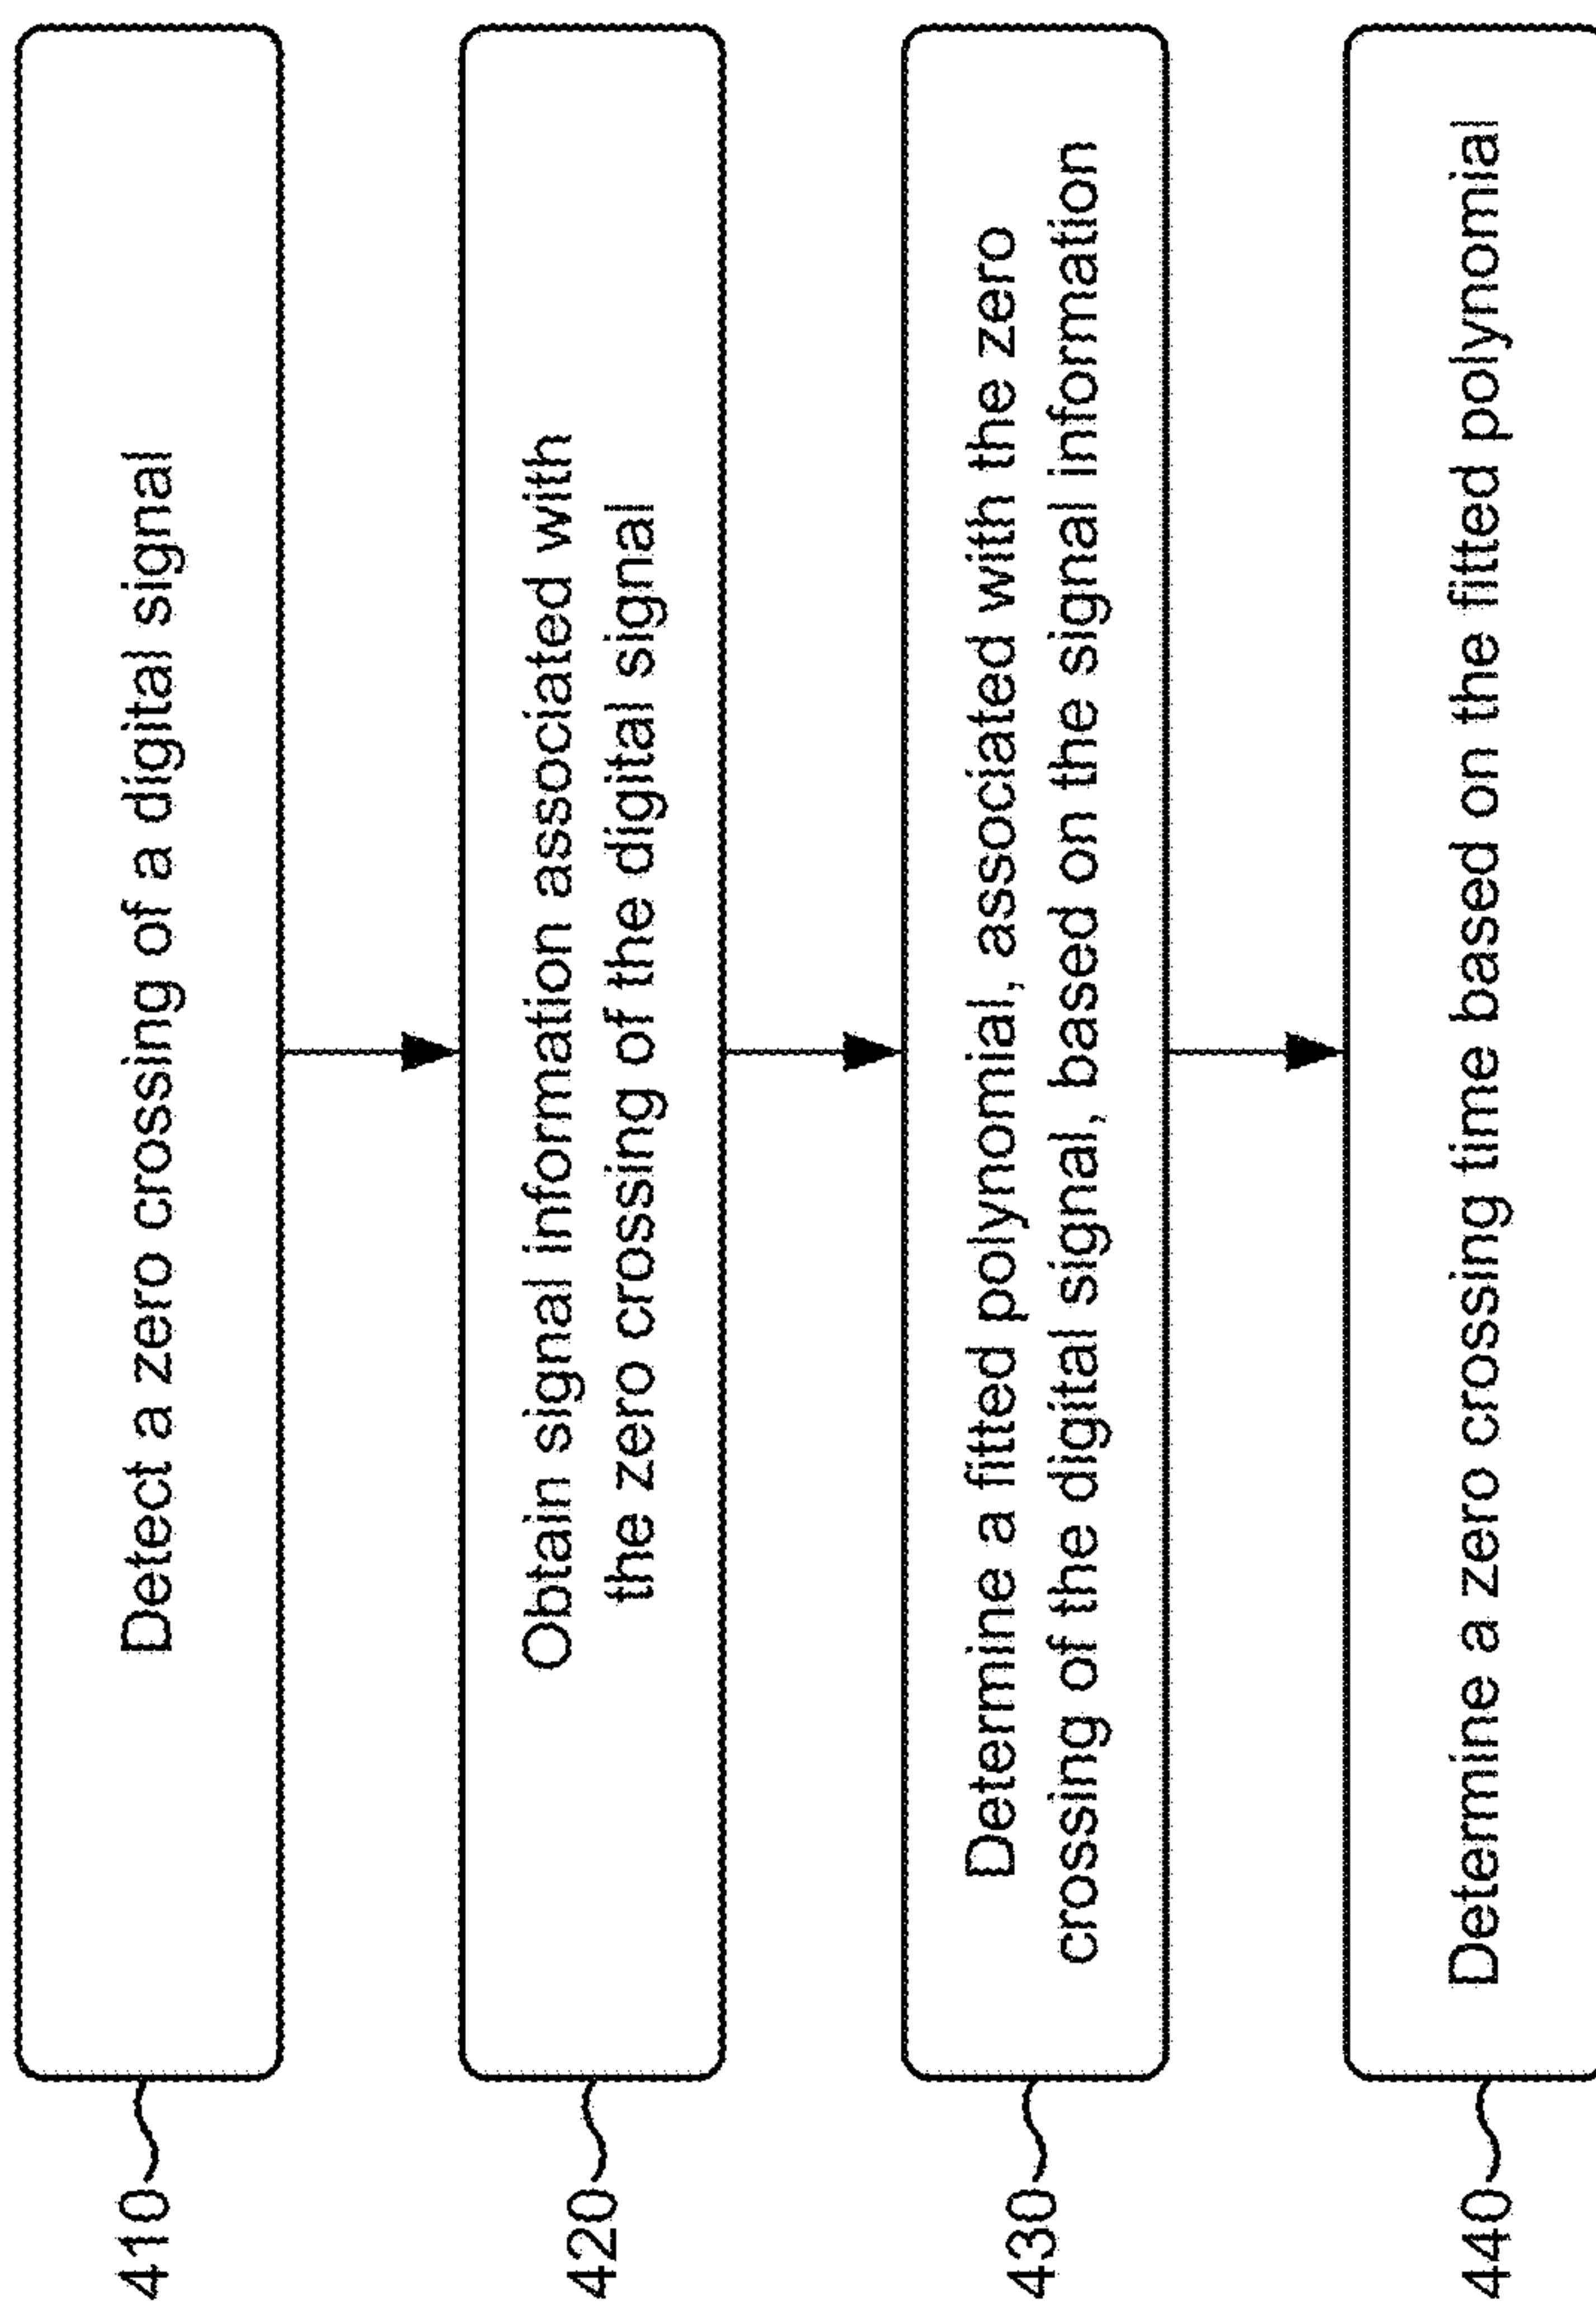 410
Detect a zero crossing of a digital signal
420
Obtain signal information associated with
the zero crossing of the digital signal
430
Determine a fitted polynomial, associated with the zero
crossing of the digital signal, based on the signal information
440
Determine a zero crossing time based on the fitted polynomial